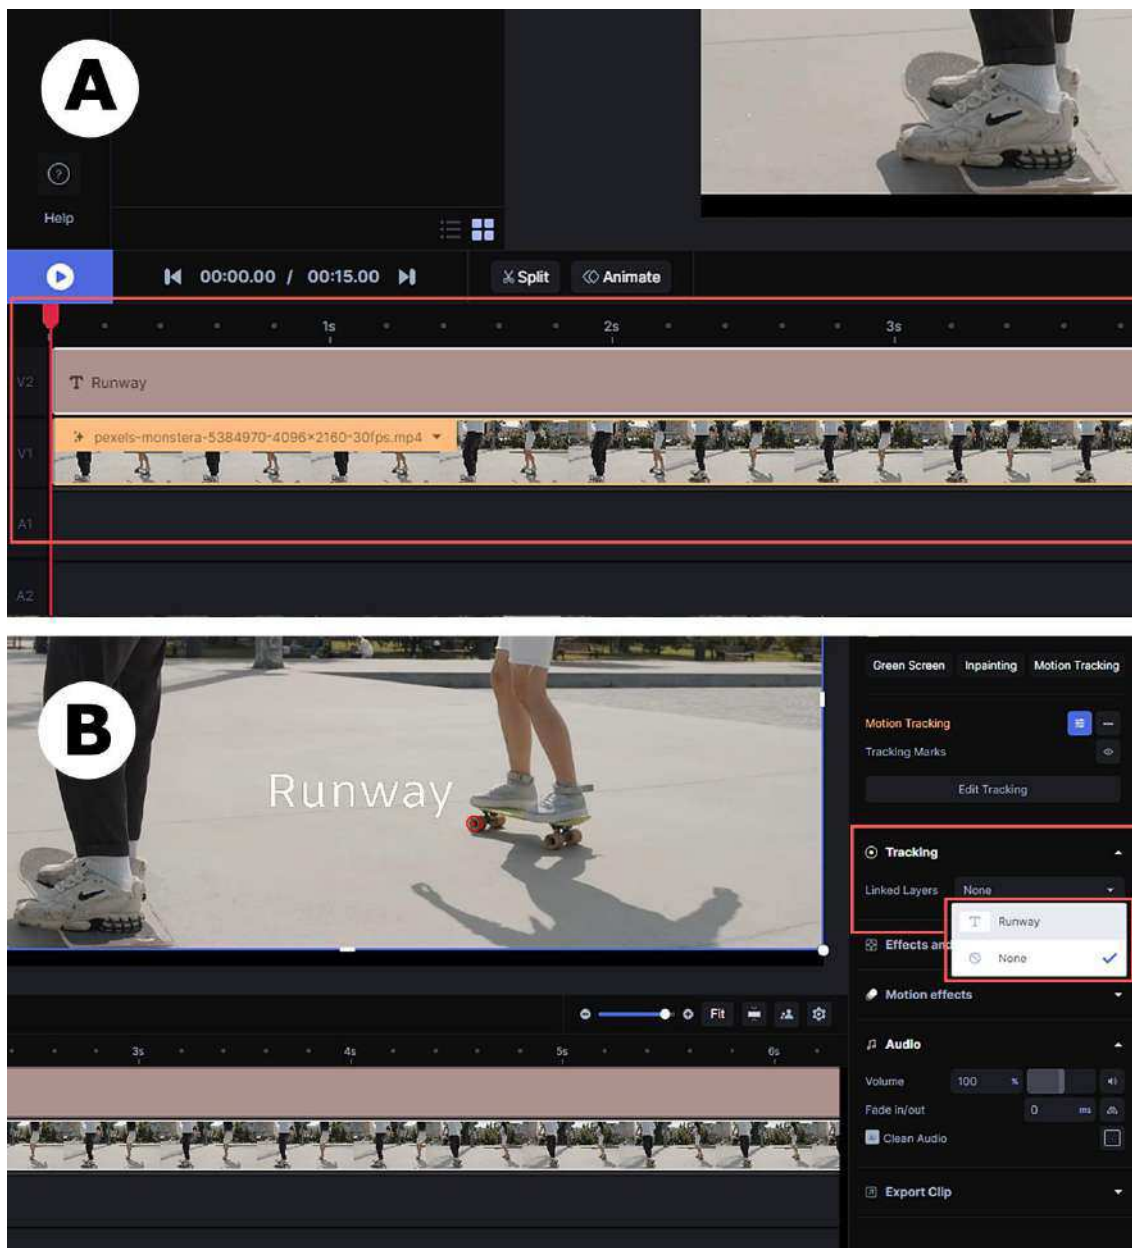 A
Help
00:00.00 / 00:15.00 Split Animate
1s 2s 3s
V2 T Runway
V1 pexels-monstera-5384970-4096×2160-30fps.mp4
A1
A2
Green Screen Inpainting Motion Tracking
B
Motion Tracking
Tracking Marks
Runway
Edit Tracking
Tracking
Linked Layers None
T Runway
Effects and
None
Motion effects
Fit
3s 4s 5s 6s
Audio
Volume 100 %
Fade in/out 0 ms
Clean Audio
Export Clip